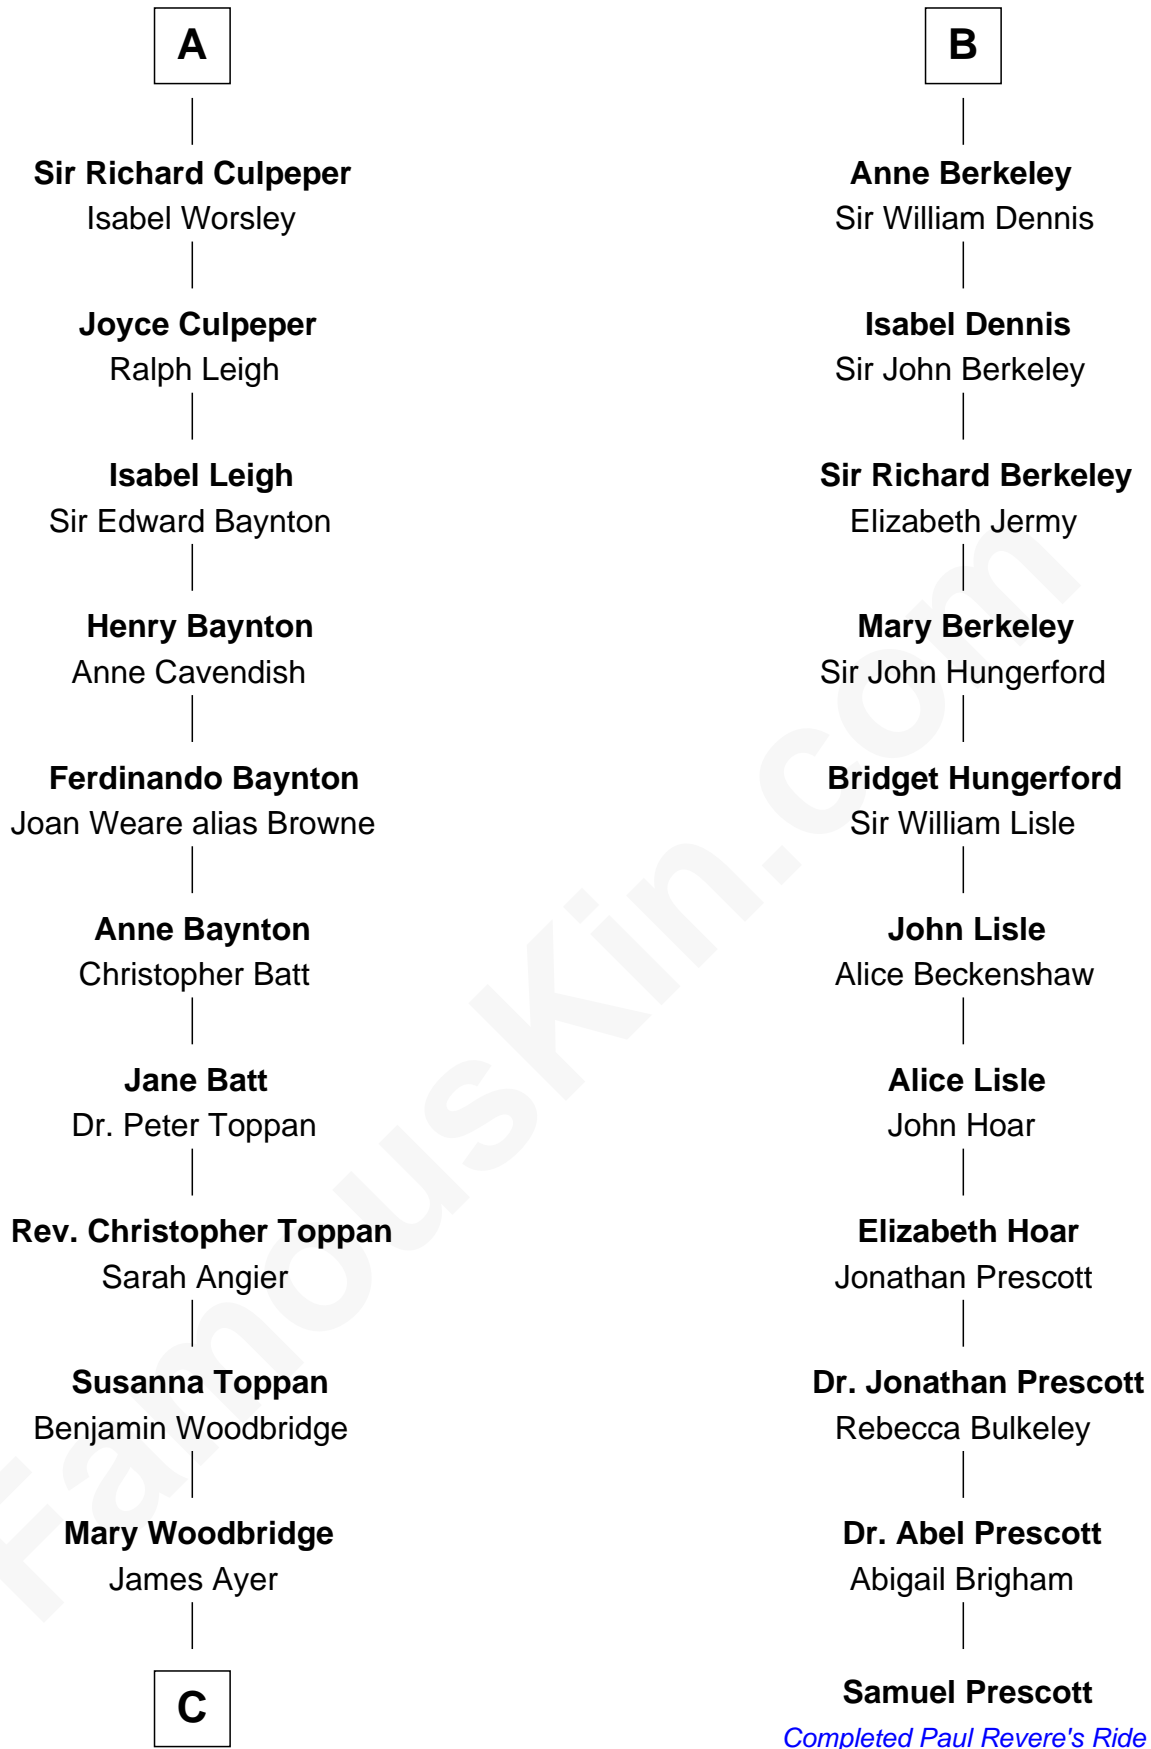 A
Sir Richard Culpeper
Isabel Worsley
Joyce Culpeper
Ralph Leigh
Isabel Leigh
Sir Edward Baynton
Henry Baynton
Anne Cavendish
Ferdinando Baynton
Joan Weare alias Browne
Anne Baynton
Christopher Batt
Jane Batt
Dr. Peter Toppan
Rev. Christopher Toppan
Sarah Angier
Susanna Toppan
Benjamin Woodbridge
Mary Woodbridge
James Ayer
C
B
Anne Berkeley
Sir William Dennis
Isabel Dennis
Sir John Berkeley
Sir Richard Berkeley
Elizabeth Jermy
Mary Berkeley
Sir John Hungerford
Bridget Hungerford
Sir William Lisle
John Lisle
Alice Beckenshaw
Alice Lisle
John Hoar
Elizabeth Hoar
Jonathan Prescott
Dr. Jonathan Prescott
Rebecca Bulkeley
Dr. Abel Prescott
Abigail Brigham
Samuel Prescott
Completed Paul Revere's Ride
FamousKin.com